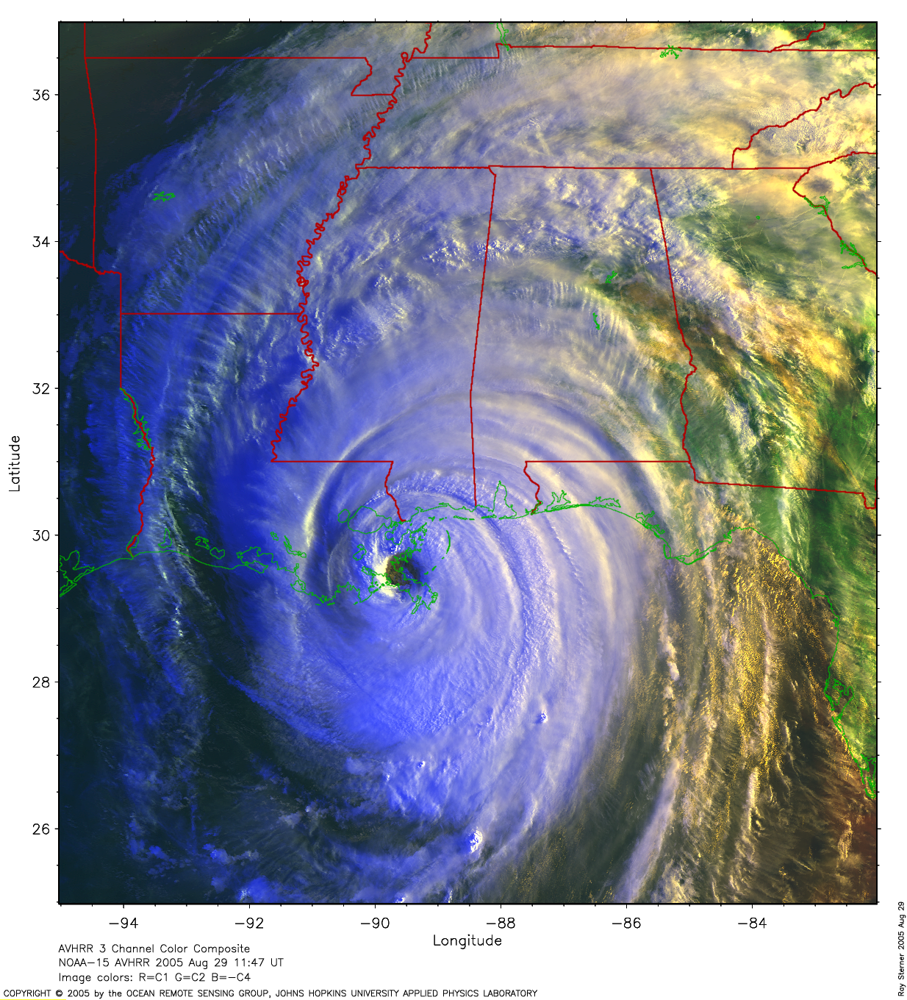 36
34
32
30
28
26
Latitude
−94
−92
−90
−88
−86
−84
Longitude
AVHRR 3 Channel Color Composite
NOAA−15 AVHRR 2005 Aug 29 11:47 UT
Image colors: R=C1 G=C2 B=−C4
COPYRIGHT © 2005 by the OCEAN REMOTE SENSING GROUP, JOHNS HOPKINS UNIVERSITY APPLIED PHYSICS LABORATORY
Ray Sterner 2005 Aug 29